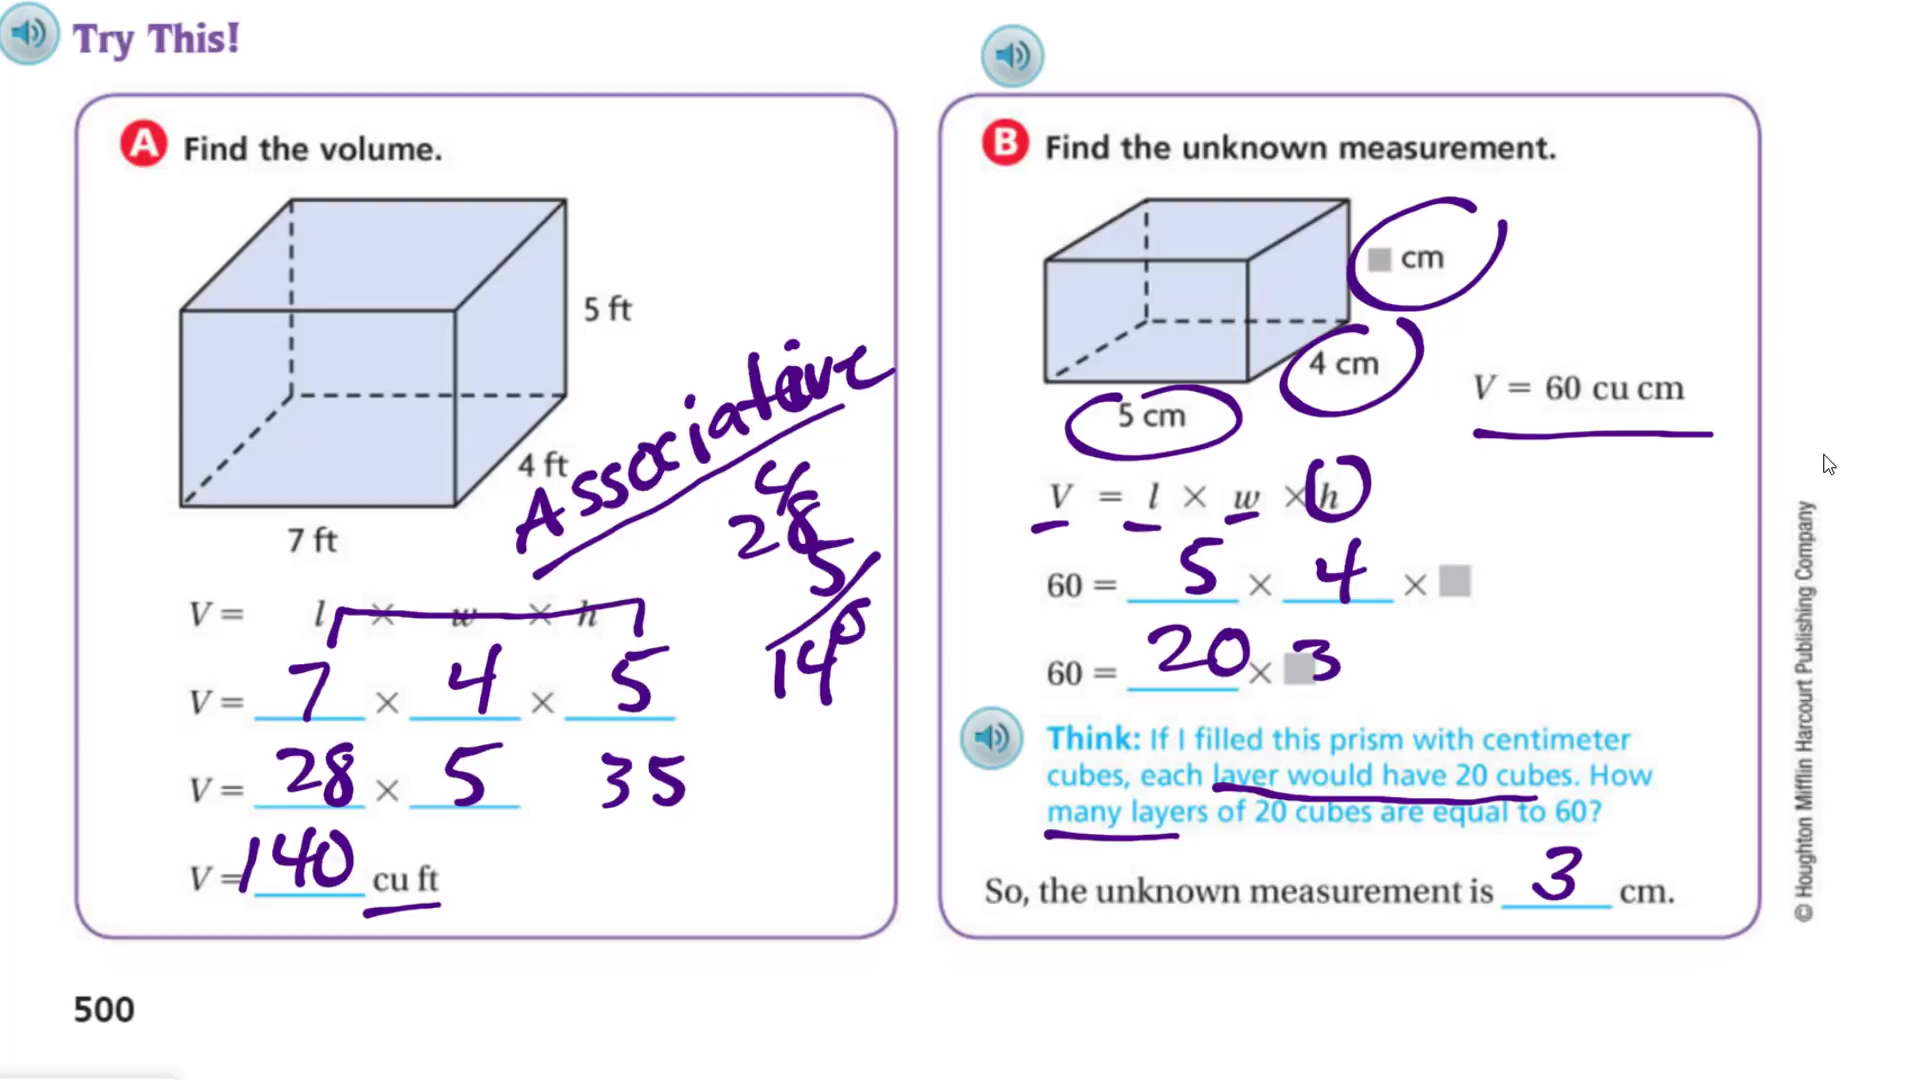 Try This!
A Find the volume.
5 ft
4 ft
7 ft
Associative
4
28
5
140
V = l × w × h
V = 7 × 4 × 5
V = 28 × 5 35
V = 140 cu ft
B Find the unknown measurement.
cm
4 cm
5 cm
V = 60 cu cm
V = l × w × h
60 = 5 × 4 ×
60 = 20 × 3
Think: If I filled this prism with centimeter
cubes, each layer would have 20 cubes. How
many layers of 20 cubes are equal to 60?
So, the unknown measurement is 3 cm.
© Houghton Mifflin Harcourt Publishing Company
500